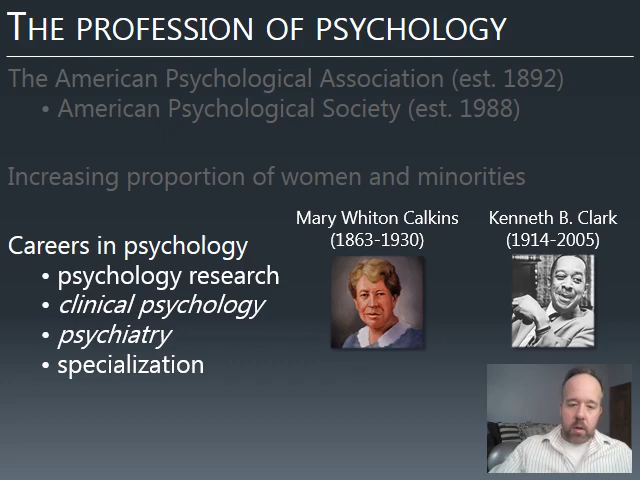 THE PROFESSION OF PSYCHOLOGY
The American Psychological Association (est. 1892)
• American Psychological Society (est. 1988)
Increasing proportion of women and minorities
Mary Whiton Calkins
(1863-1930)
Kenneth B. Clark
(1914-2005)
Careers in psychology
• psychology research
• clinical psychology
• psychiatry
• specialization